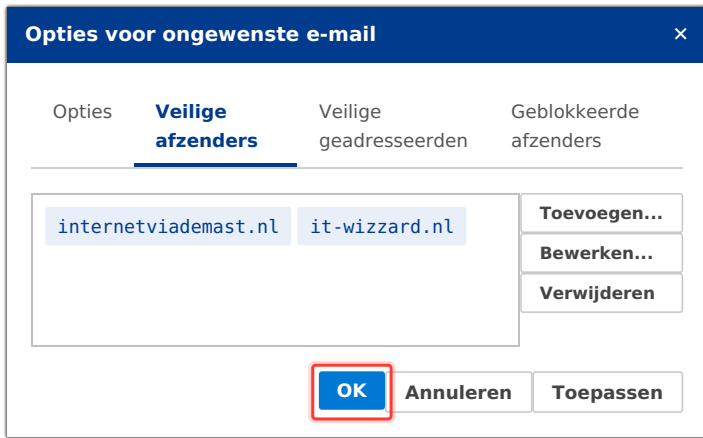 Opties voor ongewenste e-mail ×
Opties Veilige afzenders Veilige geadresseerden Geblokkeerde afzenders
internetviademast.nl it-wizzard.nl
Toevoegen...
Bewerken...
Verwijderen
OK Annuleren Toepassen